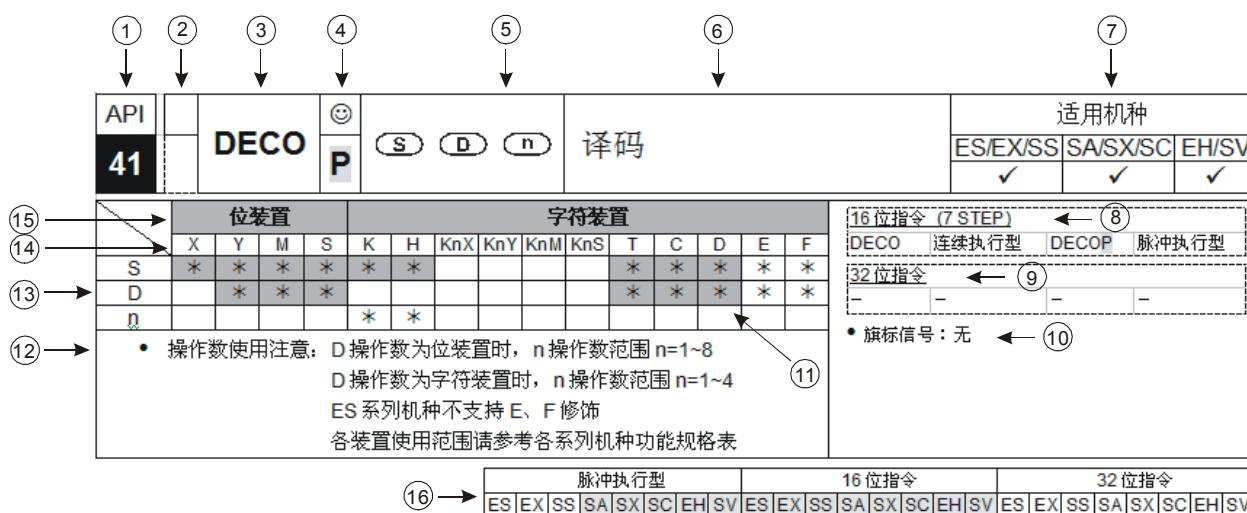 ① ② ③ ④ ⑤ ⑥ ⑦
API 41 DECO ☺ P S D n 译码 适用机种
ES/EX/SS SA/SX/SC EH/SV
✓ ✓ ✓
⑮ 位装置 字符装置
⑭ X Y M S K H KnX KnY KnM KnS T C D E F
S * * * * * * * * * * *
⑬ D * * * * * * * *
n * *
⑪
⑫ • 操作数使用注意：D 操作数为位装置时，n 操作数范围 n=1~8
D 操作数为字符装置时，n 操作数范围 n=1~4
ES 系列机种不支持 E、F 修饰
各装置使用范围请参考各系列机种功能规格表
16 位指令 (7 STEP) ⑧
DECO 连续执行型 DECOP 脉冲执行型
32 位指令 ⑨
– – – –
• 旗标信号：无 ⑩
⑯ 脉冲执行型 16 位指令 32 位指令
ES EX SS SA SX SC EH SV ES EX SS SA SX SC EH SV ES EX SS SA SX SC EH SV